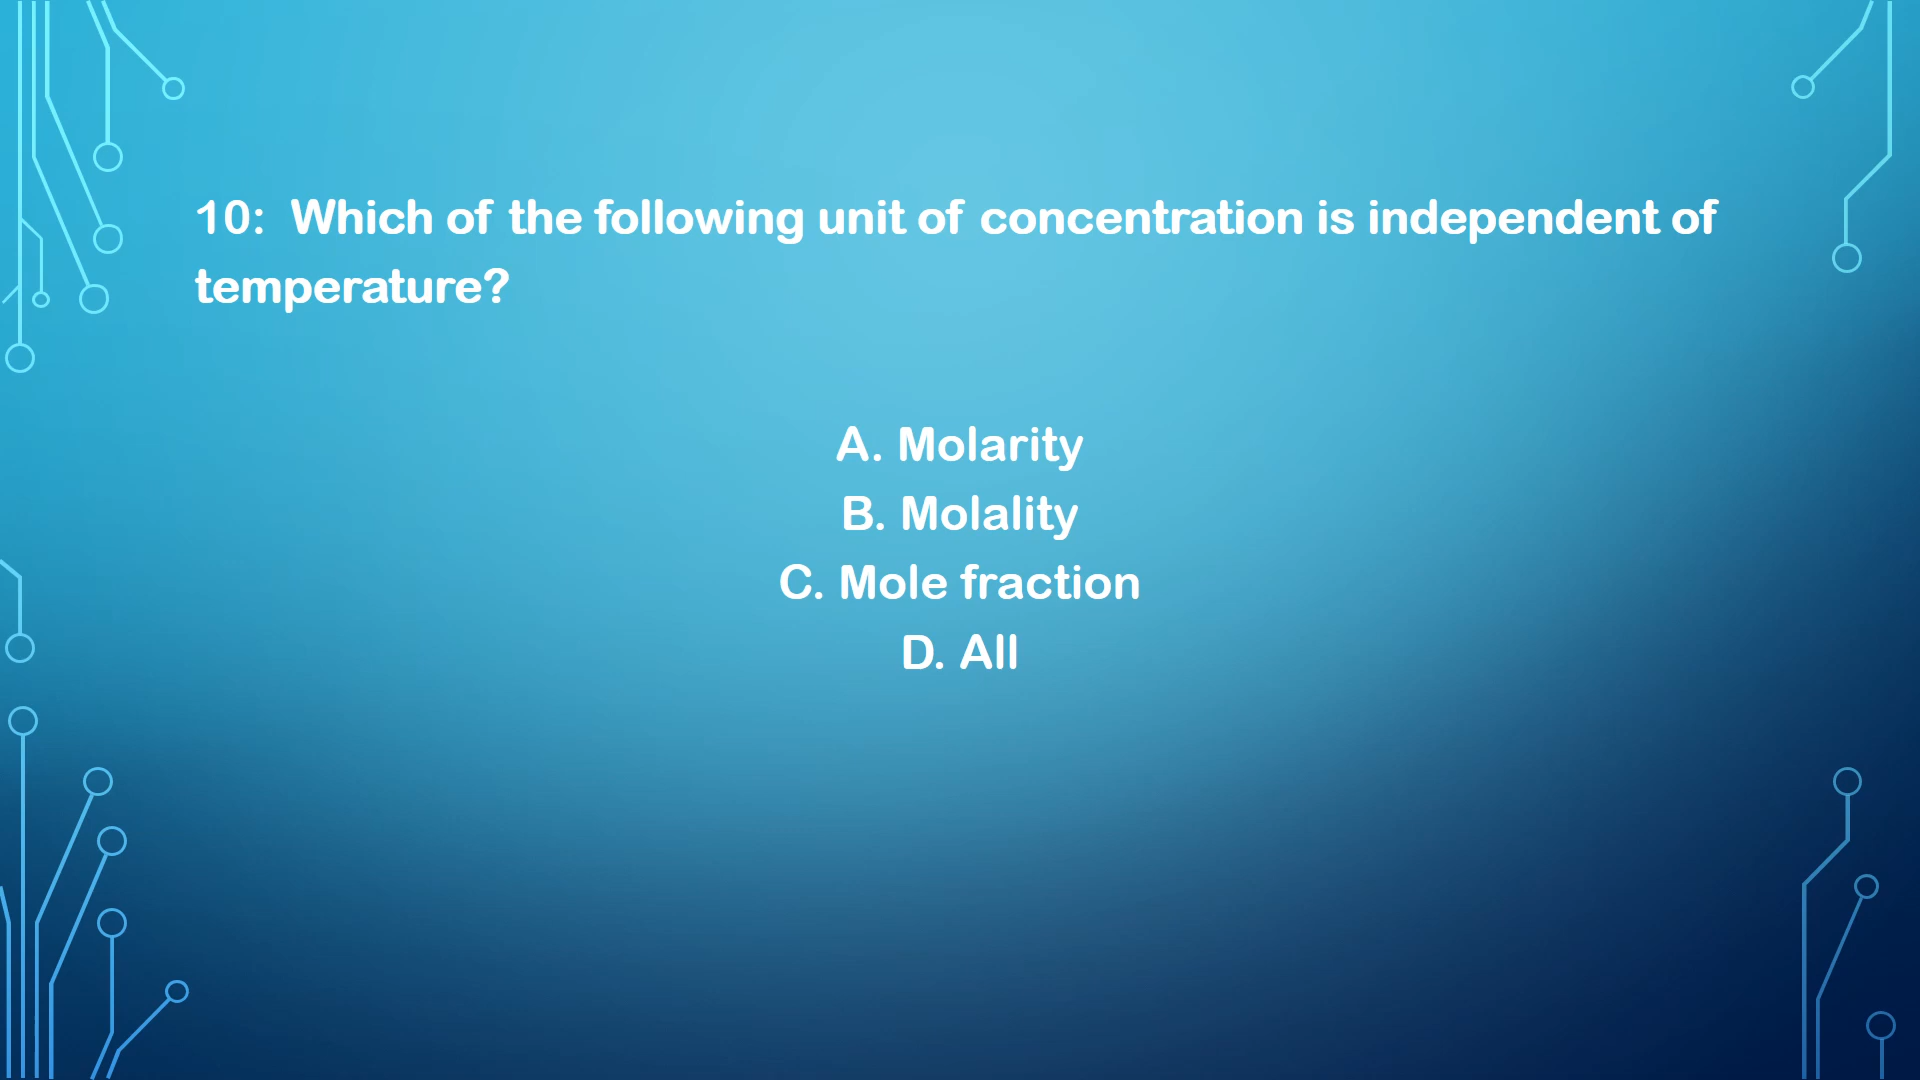 10:  Which of the following unit of concentration is independent of
temperature?
A. Molarity
B. Molality
C. Mole fraction
D. All